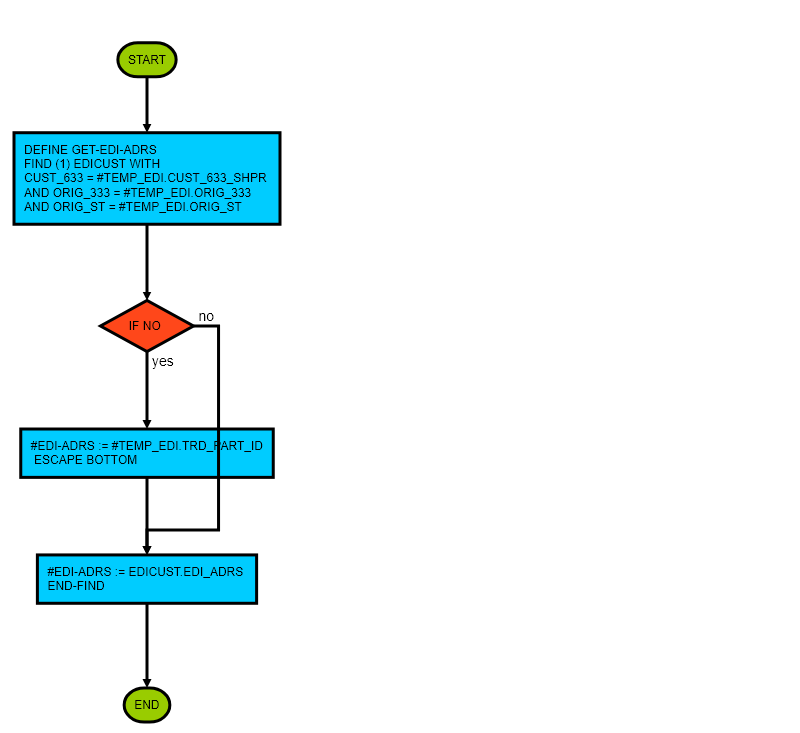 START
DEFINE GET-EDI-ADRS
FIND (1) EDICUST WITH
CUST_633 = #TEMP_EDI.CUST_633_SHPR
AND ORIG_333 = #TEMP_EDI.ORIG_333
AND ORIG_ST = #TEMP_EDI.ORIG_ST
IF NO
no
yes
#EDI-ADRS := #TEMP_EDI.TRD_PART_ID
ESCAPE BOTTOM
#EDI-ADRS := EDICUST.EDI_ADRS
END-FIND
END